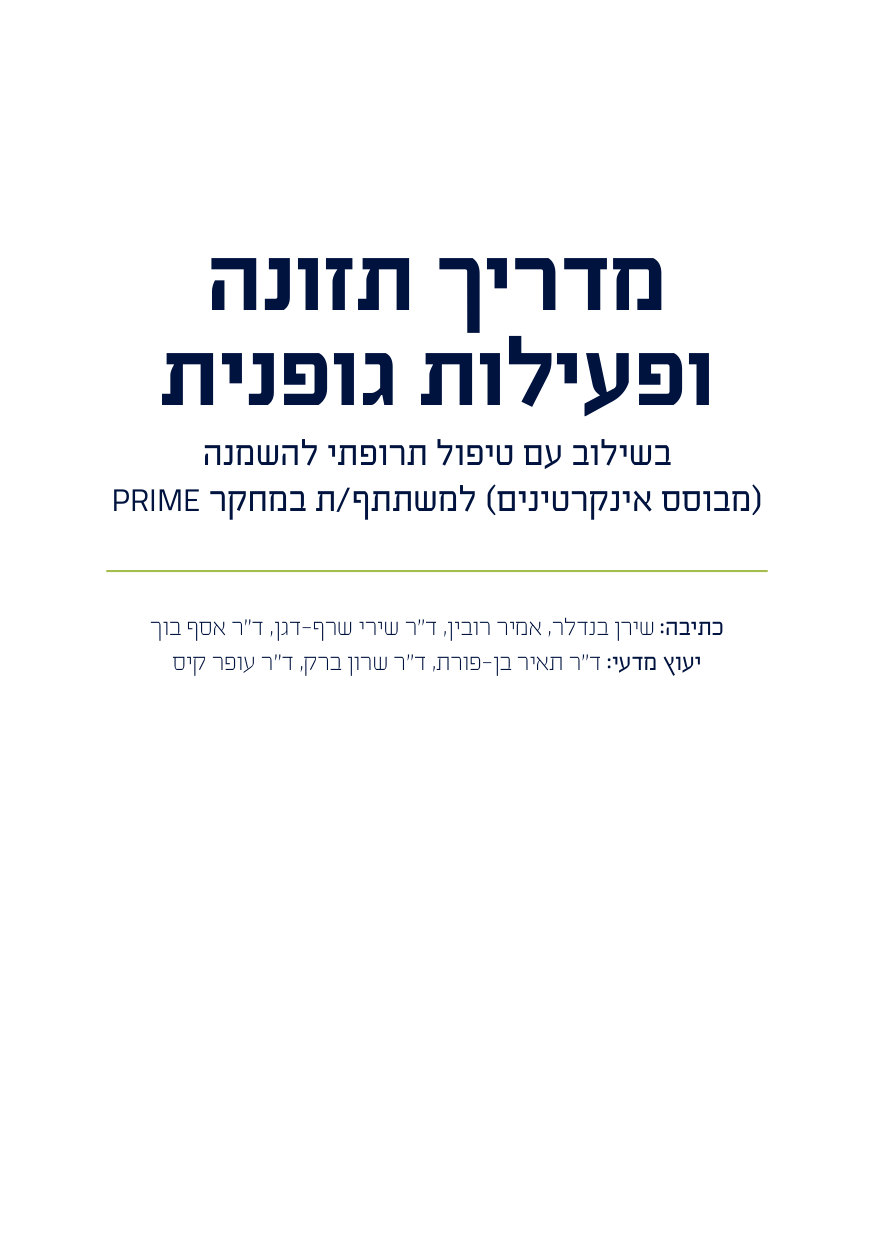 מדריך תזונה
ופעילות גופנית
בשילוב עם טיפול תרופתי להשמנה
(מבוסס אינקרטינים) למשתתף/ת במחקר PRIME
כתיבה: שירן בנדלר, אמיר רובין, ד"ר שירי שרף-דגן, ד"ר אסף בוך
יעוץ מדעי: ד"ר תאיר בן-פורת, ד"ר שרון ברק, ד"ר עופר קיס